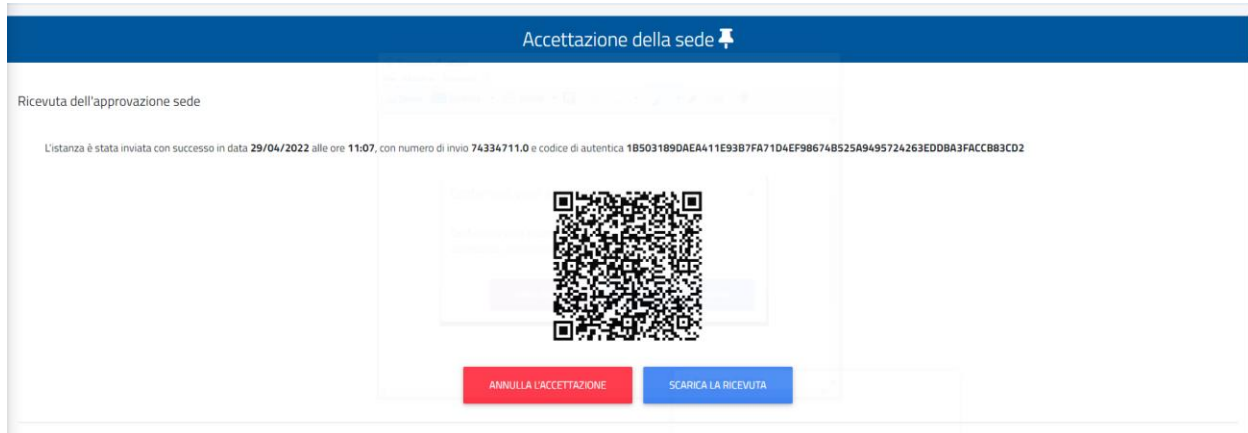 Accettazione della sede
Ricevuta dell'approvazione sede
L'istanza è stata inviata con successo in data 29/04/2022 alle ore 11:07, con numero di invio 74334711.0 e codice di autentica 1B503189DAEA411E93B7FA71D4EF98674B525A9495724263EDDBA3FACCB83CD2
ANNULLA L'ACCETTAZIONE
SCARICA LA RICEVUTA